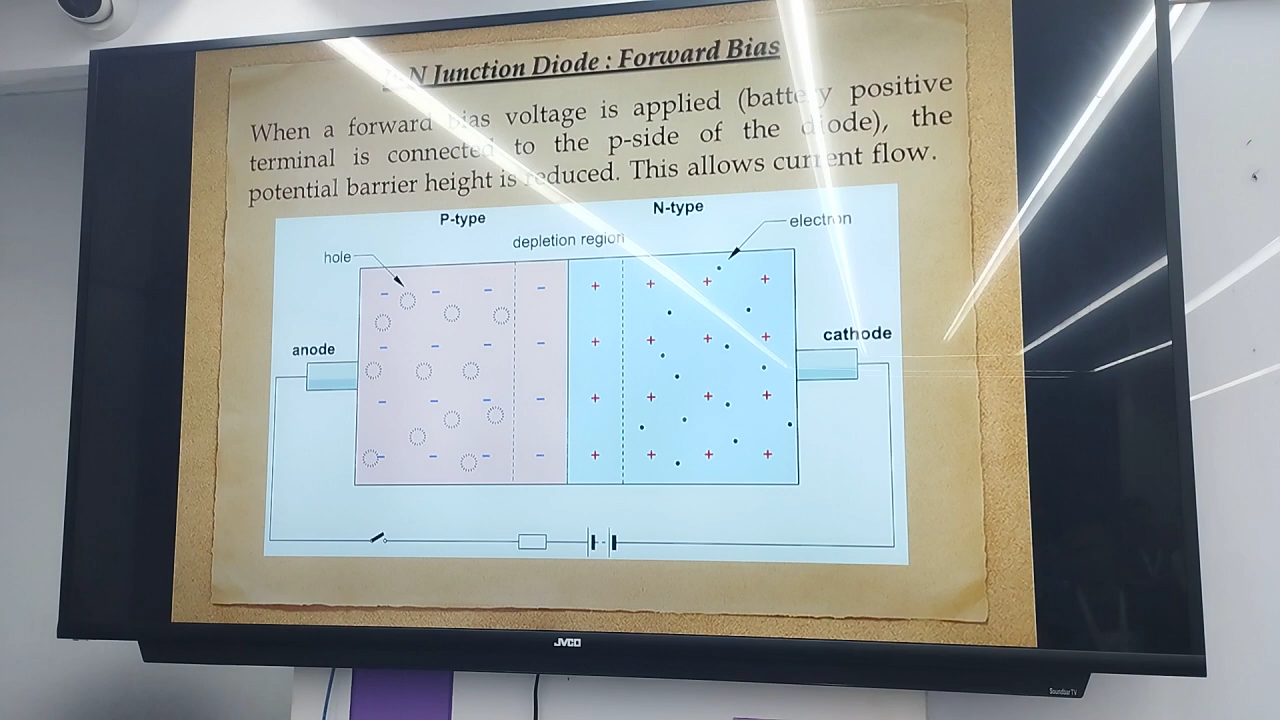 P-N Junction Diode : Forward Bias
When a forward bias voltage is applied (battery positive
terminal is connected to the p-side of the diode), the
potential barrier height is reduced. This allows current flow.
P-type
N-type
depletion region
electron
hole
anode
cathode
JVCO
Soundbar TV